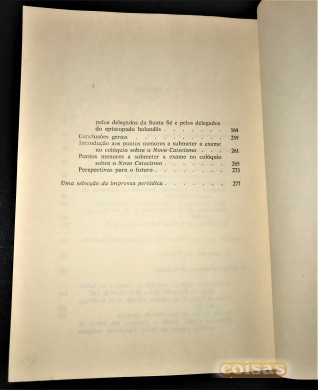 pelos delegados da Santa Sé e pelos delegados
do episcopado holandês . . . . . . . 164
Conclusões gerais . . . . . . . . . . 259
Introdução aos pontos menores a submeter a exame
no colóquio sobre o Novo Catecismo . . . 261
Pontos menores a submeter a exame no colóquio
sobre o Novo Catecismo . . . . . . . 265
Perspectivas para o futuro . . . . . . . . 273
Uma selecção da imprensa periódica . . . . . . . 277
coisas